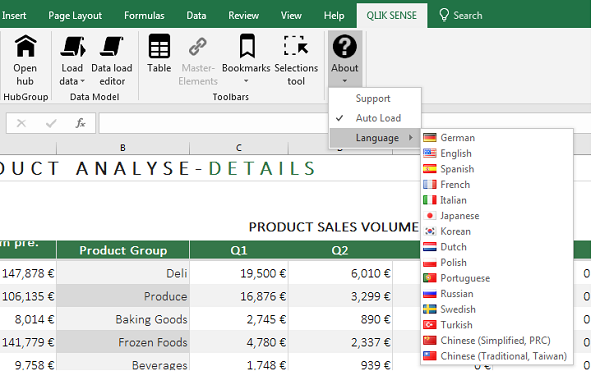 Insert Page Layout Formulas Data Review View Help QLIK SENSE Search
Open hub
Load data
Data load editor
Table
Master-Elements
Bookmarks
Selections tool
About
HubGroup Data Model Toolbars
Support
Auto Load
Language
German
English
Spanish
French
Italian
Japanese
Korean
Dutch
Polish
Portuguese
Russian
Swedish
Turkish
Chinese (Simplified, PRC)
Chinese (Traditional, Taiwan)
fx
B C
DUCT ANALYSE-DETAILS
PRODUCT SALES VOLUME
m pre. Product Group Q1 Q2
147,878 € Deli 19,500 € 6,010 € 0
106,135 € Produce 16,876 € 3,299 € 0
8,014 € Baking Goods 2,745 € 890 € 0
141,779 € Frozen Foods 4,780 € 2,337 € 0
9.758 € Beverages 1.748 € 939 € 0 € 0 € 0